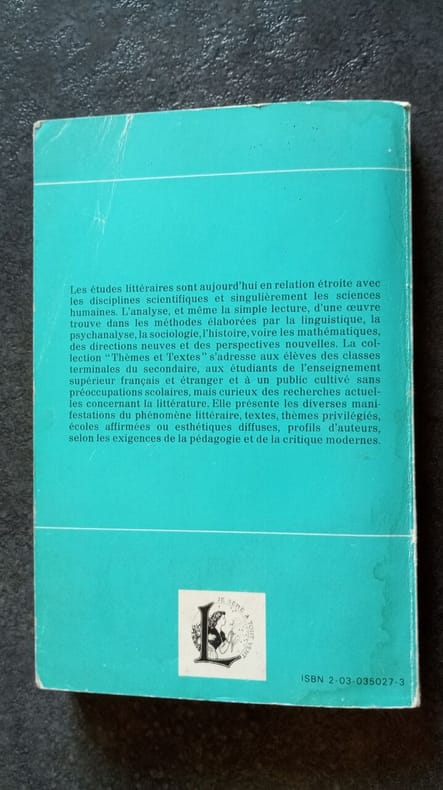 Les études littéraires sont aujourd'hui en relation étroite avec
les disciplines scientifiques et singulièrement les sciences
humaines. L'analyse, et même la simple lecture, d'une œuvre
trouve dans les méthodes élaborées par la linguistique, la
psychanalyse, la sociologie, l'histoire, voire les mathématiques,
des directions neuves et des perspectives nouvelles. La col-
lection "Thèmes et Textes" s'adresse aux élèves des classes
terminales du secondaire, aux étudiants de l'enseignement
supérieur français et étranger et à un public cultivé sans
préoccupations scolaires, mais curieux des recherches actuel-
les concernant la littérature. Elle présente les diverses mani-
festations du phénomène littéraire, textes, thèmes privilégiés,
écoles affirmées ou esthétiques diffuses, profils d'auteurs,
selon les exigences de la pédagogie et de la critique modernes.
JE SÈME À TOUT VENT
L
ISBN 2-03-035027-3